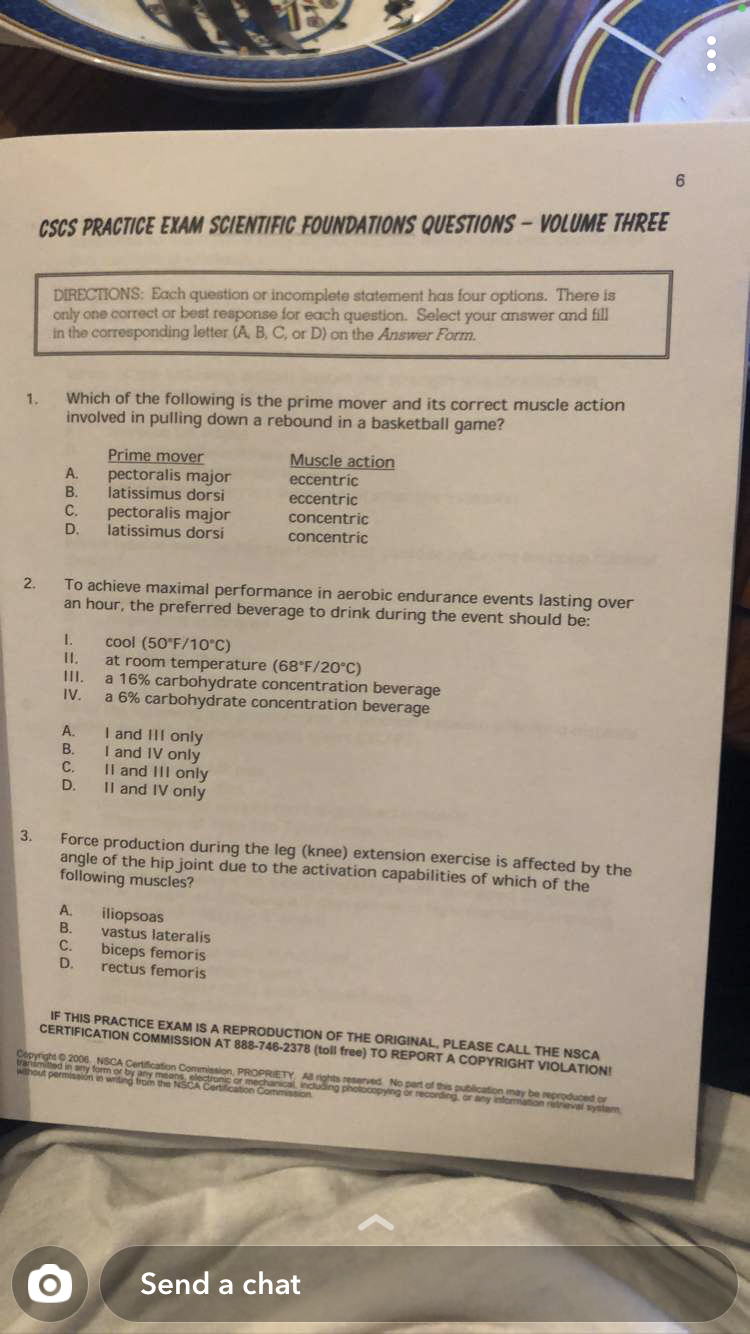 6
CSCS PRACTICE EXAM SCIENTIFIC FOUNDATIONS QUESTIONS – VOLUME THREE
DIRECTIONS: Each question or incomplete statement has four options. There is
only one correct or best response for each question. Select your answer and fill
in the corresponding letter (A, B, C, or D) on the Answer Form.
1. Which of the following is the prime mover and its correct muscle action
involved in pulling down a rebound in a basketball game?
Prime mover Muscle action
A. pectoralis major eccentric
B. latissimus dorsi eccentric
C. pectoralis major concentric
D. latissimus dorsi concentric
2. To achieve maximal performance in aerobic endurance events lasting over
an hour, the preferred beverage to drink during the event should be:
I. cool (50°F/10°C)
II. at room temperature (68°F/20°C)
III. a 16% carbohydrate concentration beverage
IV. a 6% carbohydrate concentration beverage
A. I and III only
B. I and IV only
C. II and III only
D. II and IV only
3. Force production during the leg (knee) extension exercise is affected by the
angle of the hip joint due to the activation capabilities of which of the
following muscles?
A. iliopsoas
B. vastus lateralis
C. biceps femoris
D. rectus femoris
IF THIS PRACTICE EXAM IS A REPRODUCTION OF THE ORIGINAL, PLEASE CALL THE NSCA
CERTIFICATION COMMISSION AT 888-746-2378 (toll free) TO REPORT A COPYRIGHT VIOLATION!
Copyright © 2006. NSCA Certification Commission, PROPRIETY. All rights reserved. No part of this publication may be reproduced or
transmitted in any form or by any means, electronic or mechanical, including photocopying or recording, or any information retrieval system,
without permission in writing from the NSCA Certification Commission.
Send a chat